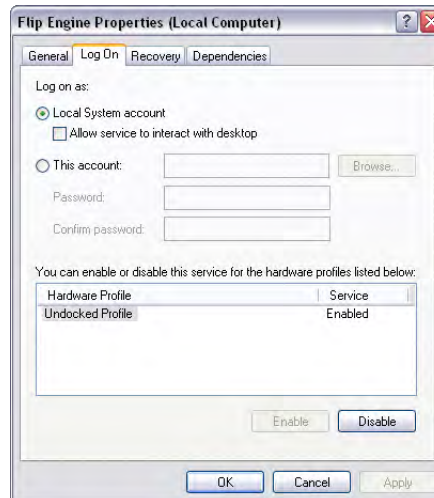 Flip Engine Properties (Local Computer)
General Log On Recovery Dependencies
Log on as:
Local System account
Allow service to interact with desktop
This account: Browse...
Password:
Confirm password:
You can enable or disable this service for the hardware profiles listed below:
Hardware Profile Service
Undocked Profile Enabled
Enable Disable
OK Cancel Apply